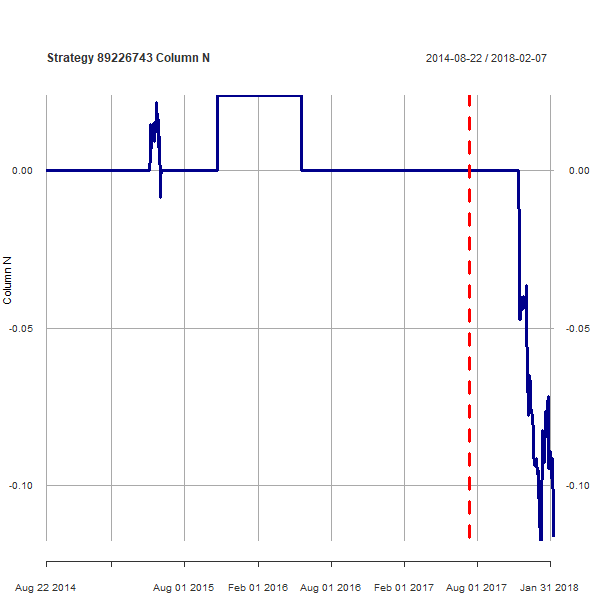 Strategy 89226743 Column N
2014-08-22 / 2018-02-07
0.00
0.00
Column N
-0.05
-0.05
-0.10
-0.10
Aug 22 2014
Aug 01 2015
Feb 01 2016
Aug 01 2016
Feb 01 2017
Aug 01 2017
Jan 31 2018